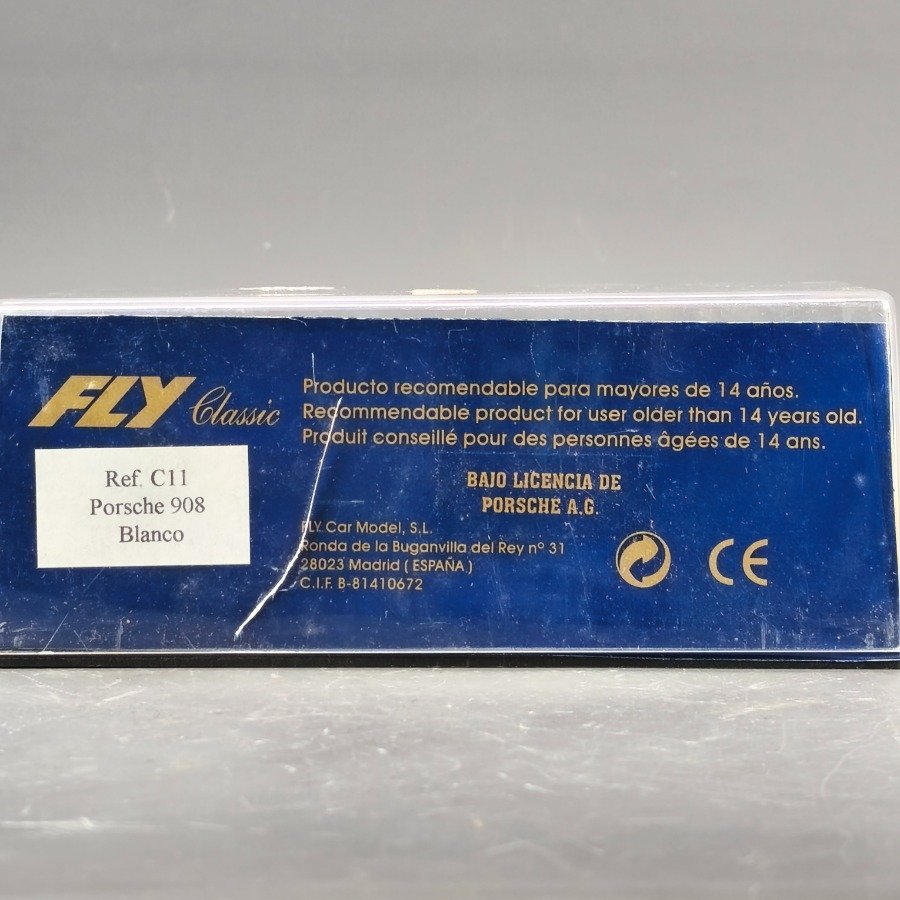 FLY Classic
Ref. C11
Porsche 908
Blanco
Producto recomendable para mayores de 14 años.
Recommendable product for user older than 14 years old.
Produit conseillé pour des personnes âgées de 14 ans.
BAJO LICENCIA DE
PORSCHE A.G.
FLY Car Model, S.L.
Ronda de la Buganvilla del Rey nº 31
28023 Madrid ( ESPAÑA )
C.I.F. B-81410672
CE